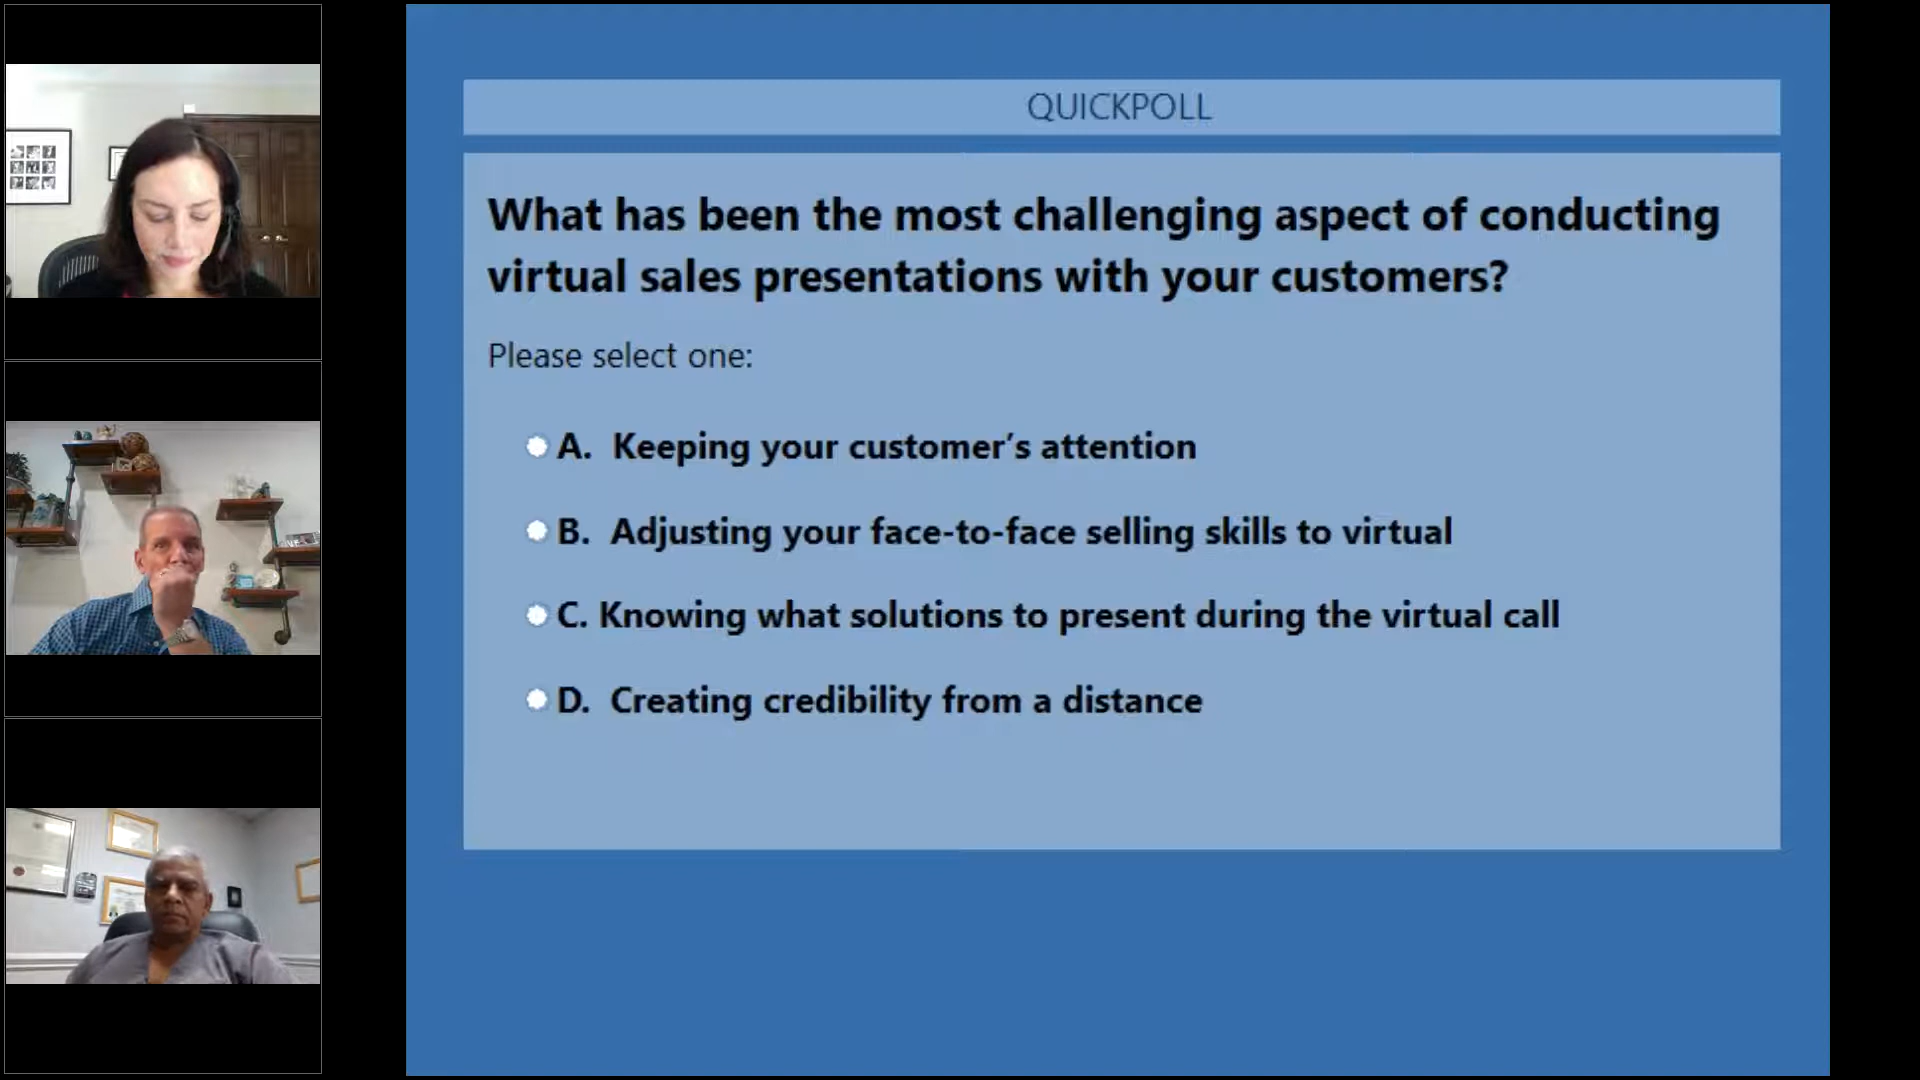 QUICKPOLL
What has been the most challenging aspect of conducting
virtual sales presentations with your customers?
Please select one:
A. Keeping your customer’s attention
B. Adjusting your face-to-face selling skills to virtual
C. Knowing what solutions to present during the virtual call
D. Creating credibility from a distance